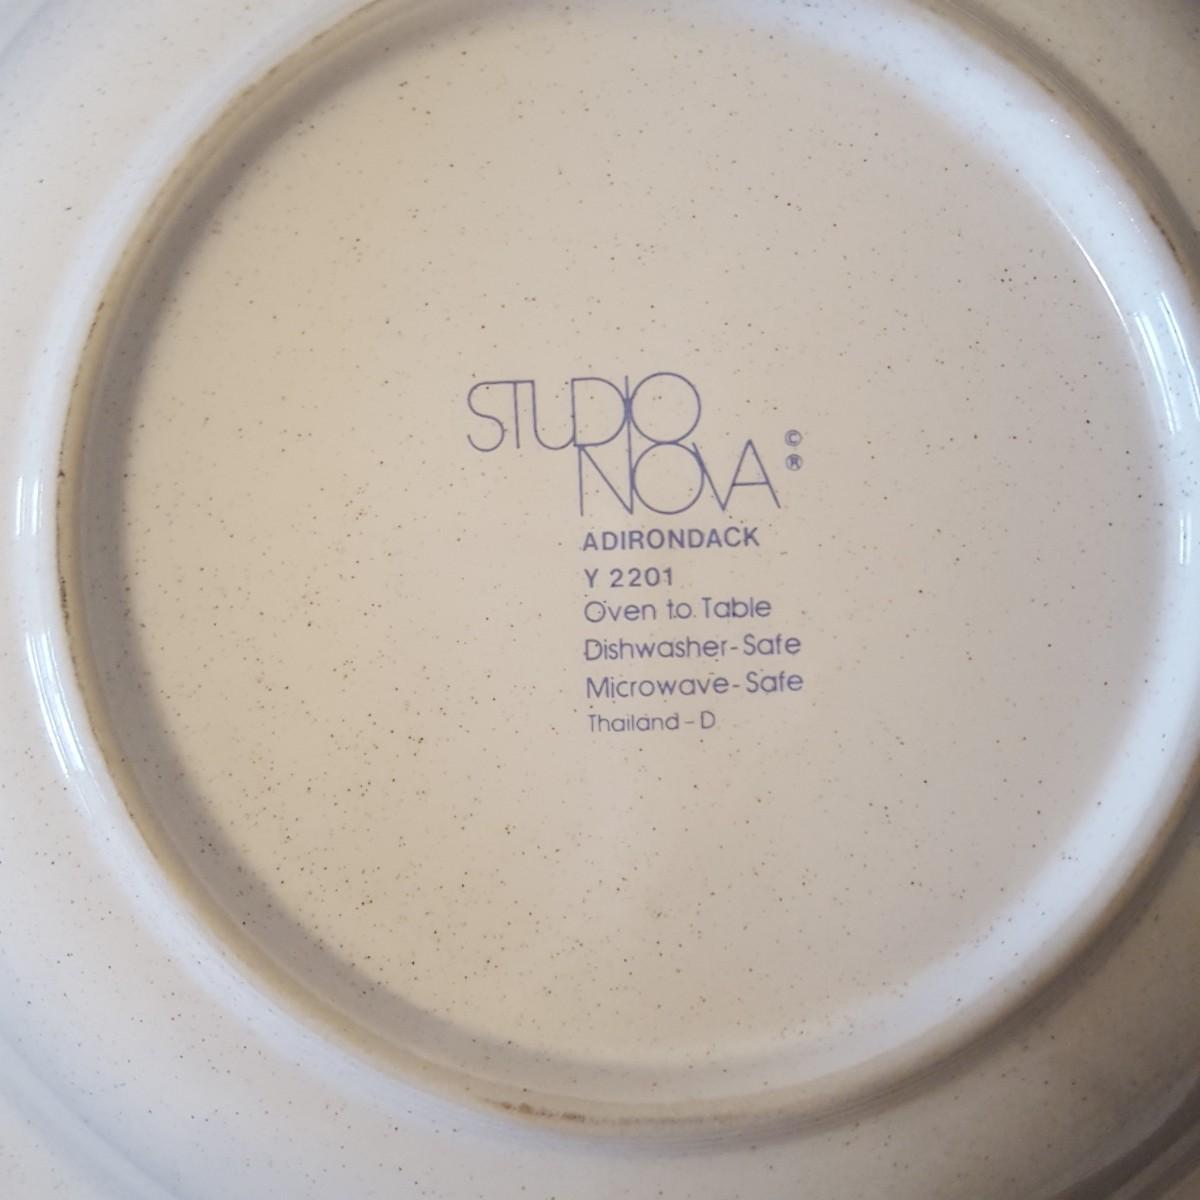 STUDIO
NOVA ©
®
ADIRONDACK
Y 2201
Oven to Table
Dishwasher-Safe
Microwave-Safe
Thailand - D